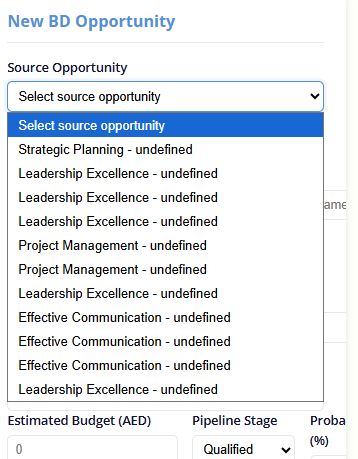 New BD Opportunity
Source Opportunity
Select source opportunity
Select source opportunity
Strategic Planning - undefined
Leadership Excellence - undefined
Leadership Excellence - undefined
Leadership Excellence - undefined
ame
Project Management - undefined
Project Management - undefined
Leadership Excellence - undefined
Effective Communication - undefined
Effective Communication - undefined
Effective Communication - undefined
Leadership Excellence - undefined
Estimated Budget (AED) Pipeline Stage Proba
(%)
0 Qualified